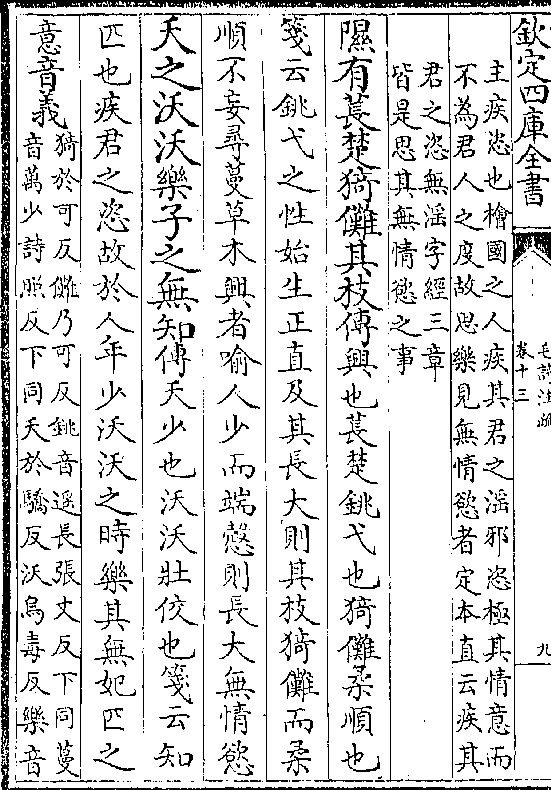 欽定四庫全書
毛詩注疏
卷十三
九
主疾恣也檜國之人疾其君之滛邪恣極其情意而
不為君人之度故思樂見無情慾者定本直云疾其
君之恣無滛字經三章
皆是思其無情慾之事
隰有萇楚猗儺其枝傳興也萇楚銚弋也猗儺柔順也
箋云銚弋之性始生正直及其長大則其枝猗儺而柔
順不妄尋蔓草木興者喻人少而端慤則長大無情慾
夭之沃沃樂子之無知傳夭少也沃沃壯佼也箋云知
匹也疾君之恣故於人年少沃沃之時樂其無妃匹之
意音義
猗於可反儺乃可反銚音遥長張丈反下同蔓
音萬少詩照反下同夭於驕反沃烏毒反樂音